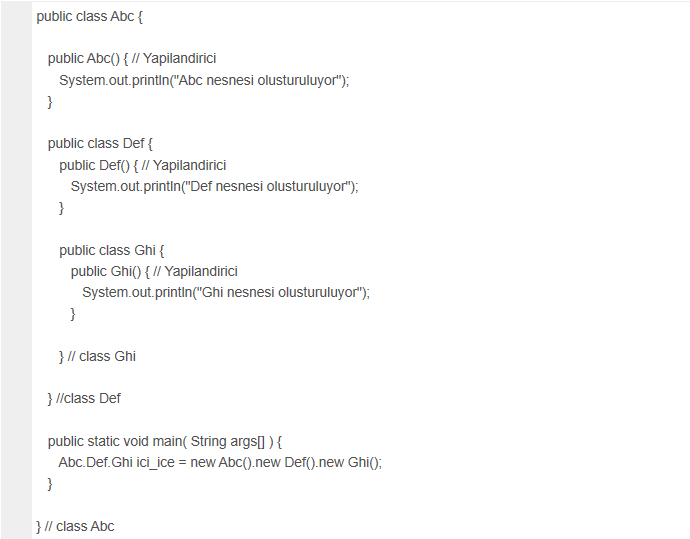 public class Abc {
public Abc() { // Yapilandirici
System.out.println("Abc nesnesi olusturuluyor");
}
public class Def {
public Def() { // Yapilandirici
System.out.println("Def nesnesi olusturuluyor");
}
public class Ghi {
public Ghi() { // Yapilandirici
System.out.println("Ghi nesnesi olusturuluyor");
}
} // class Ghi
} //class Def
public static void main( String args[] ) {
Abc.Def.Ghi ici_ice = new Abc().new Def().new Ghi();
}
} // class Abc